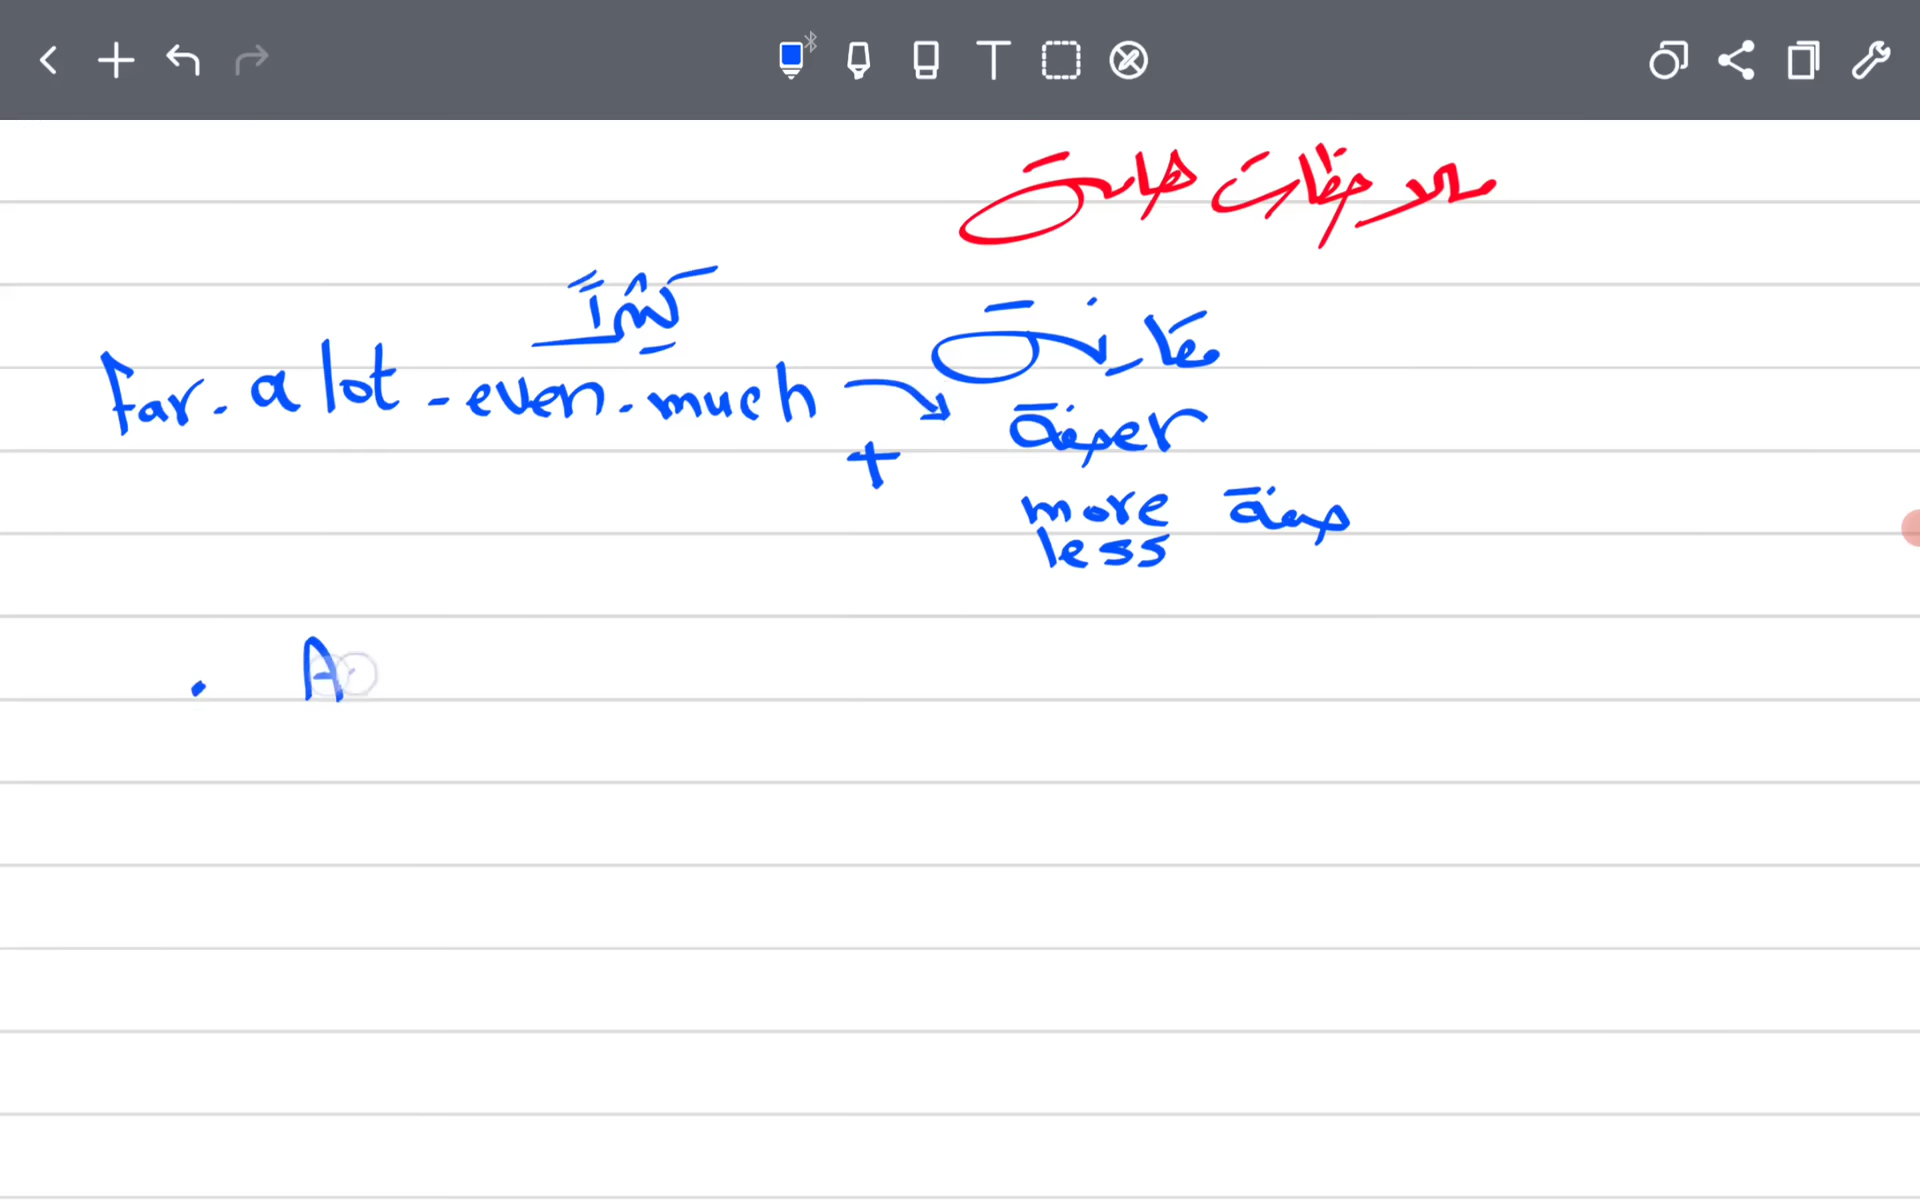 ملاحظات هامة
كثيراً
far - a lot - even - much → مقارنة
+ صفة er
more صفة
less
. A